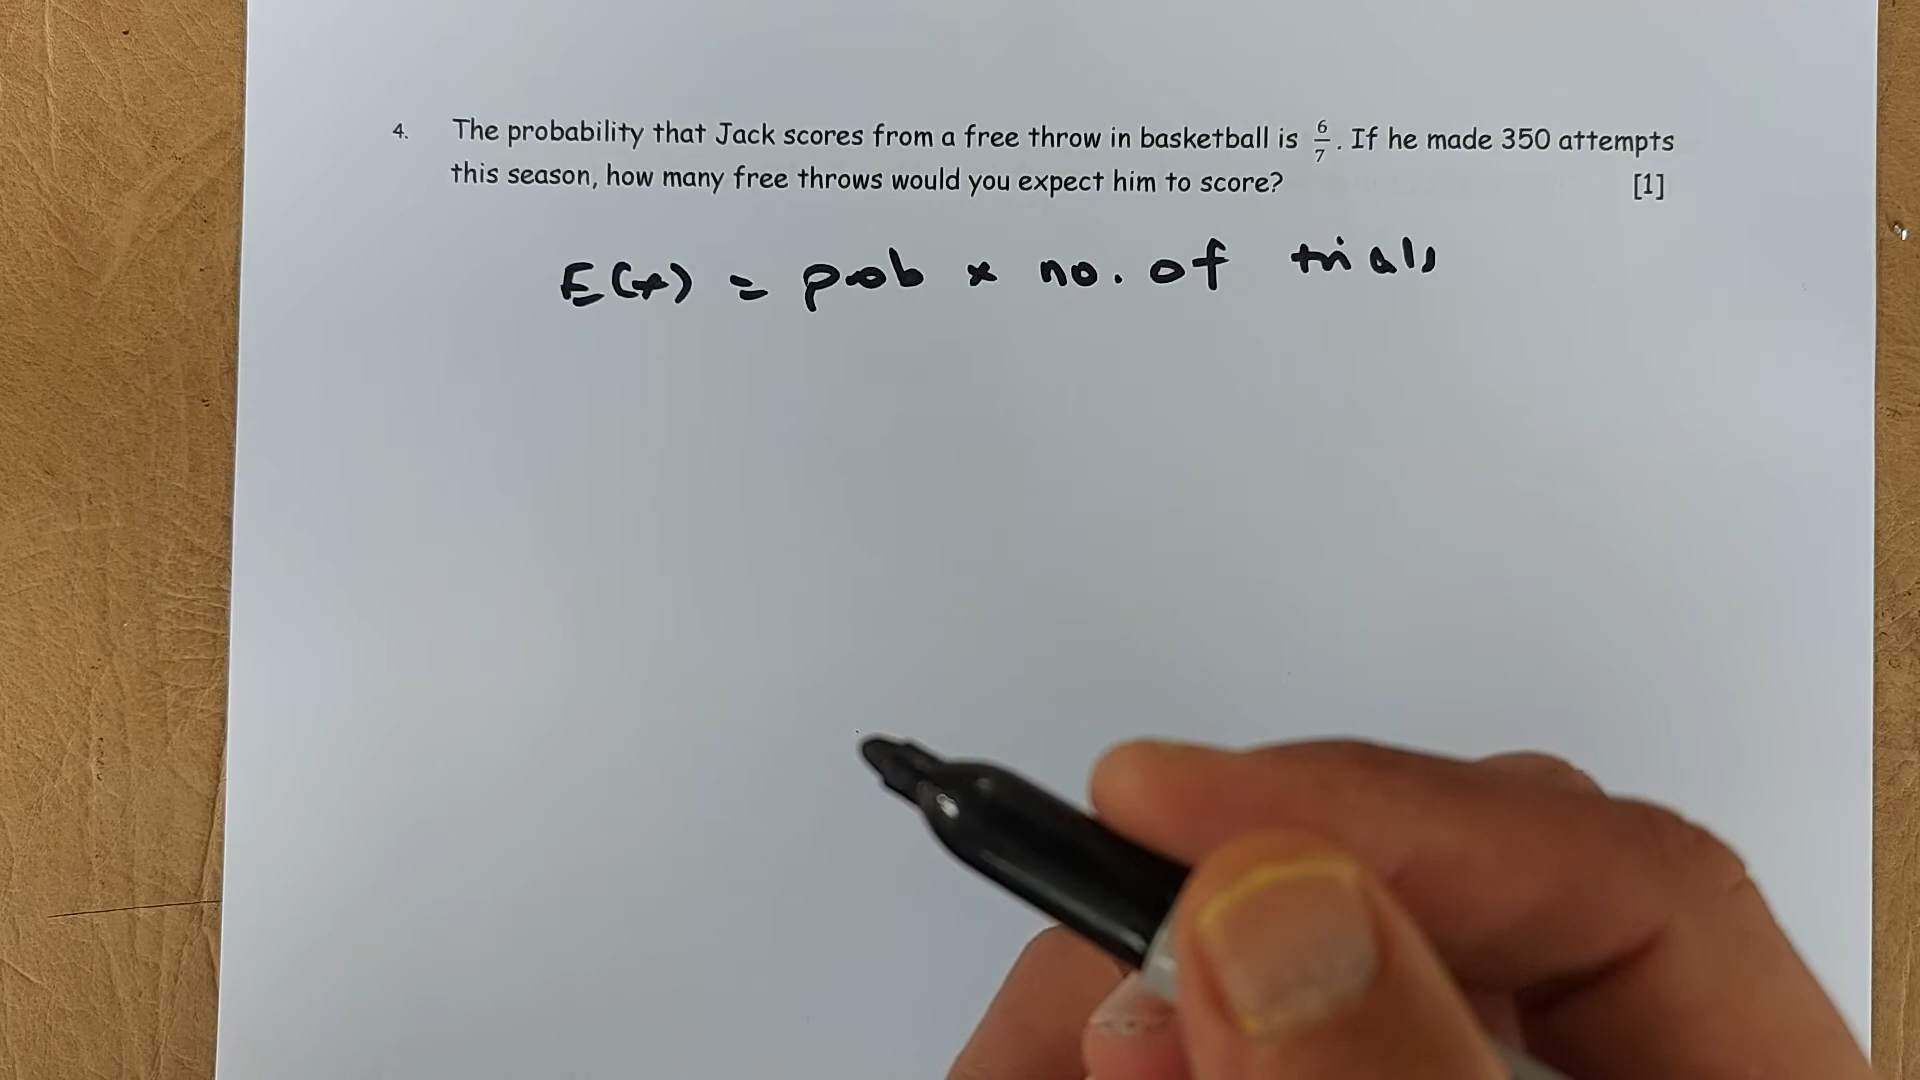 4. The probability that Jack scores from a free throw in basketball is 6/7. If he made 350 attempts
this season, how many free throws would you expect him to score? [1]
E(x) = prob × no. of trials